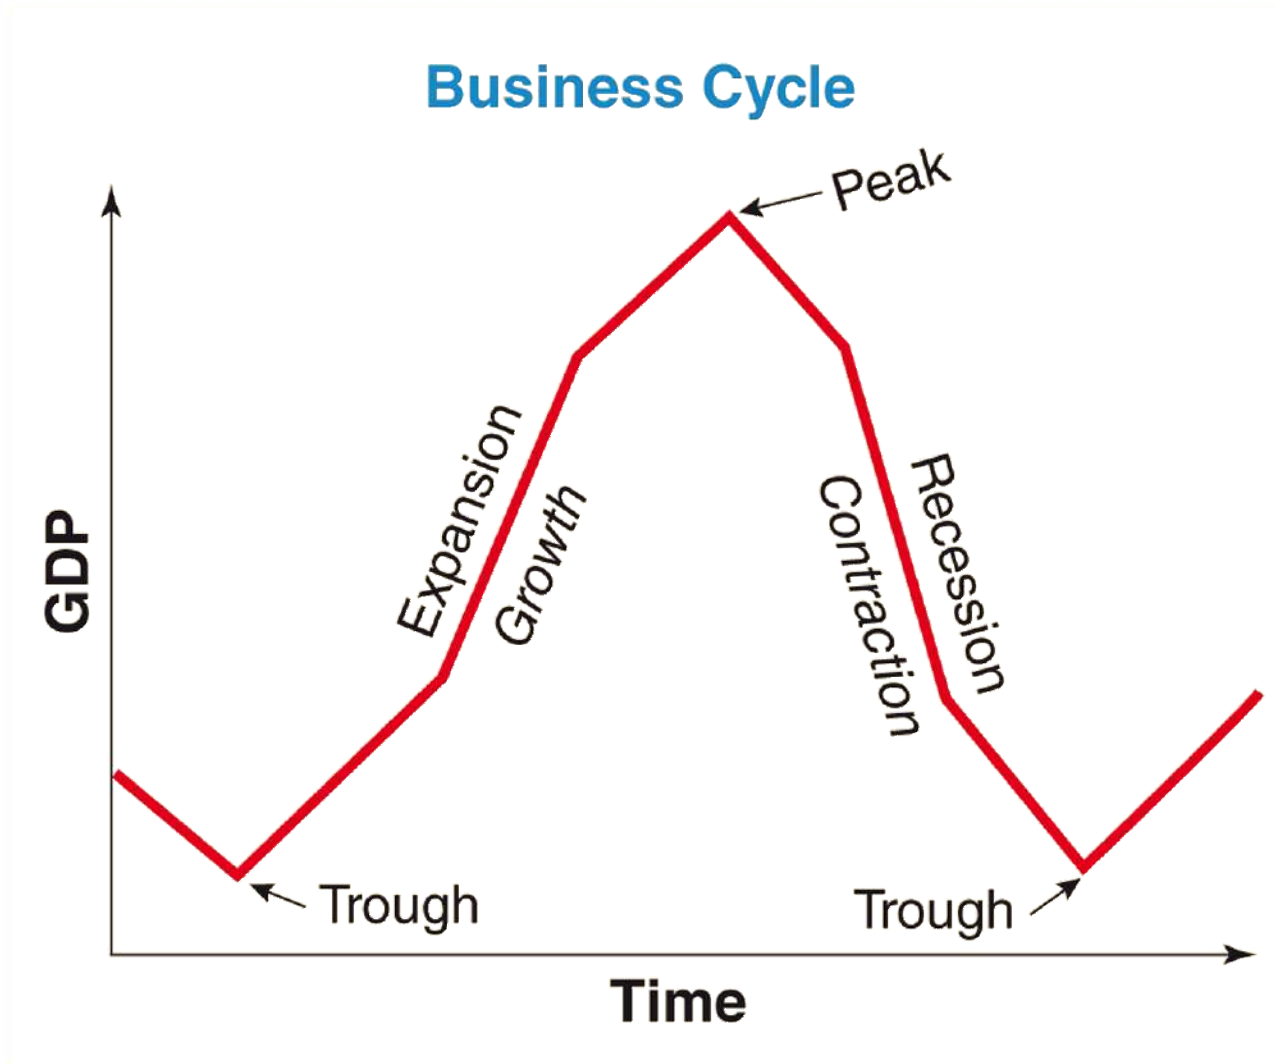 Business Cycle
Peak
Expansion
Growth
Recession
Contraction
GDP
Trough
Trough
Time